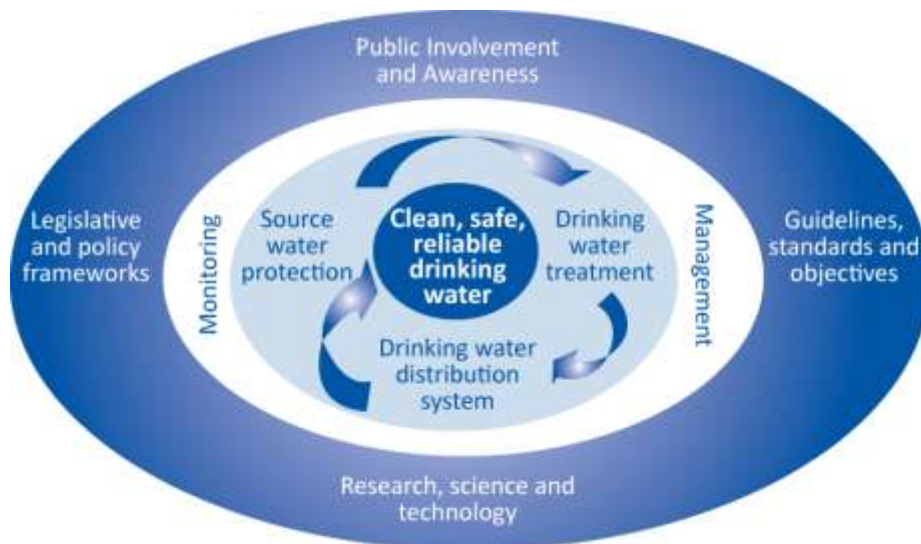 Public Involvement
and Awareness
Legislative
and policy
frameworks
Monitoring
Source
water
protection
Clean, safe,
reliable
drinking
water
Drinking
water
treatment
Management
Guidelines,
standards and
objectives
Drinking water
distribution
system
Research, science and
technology